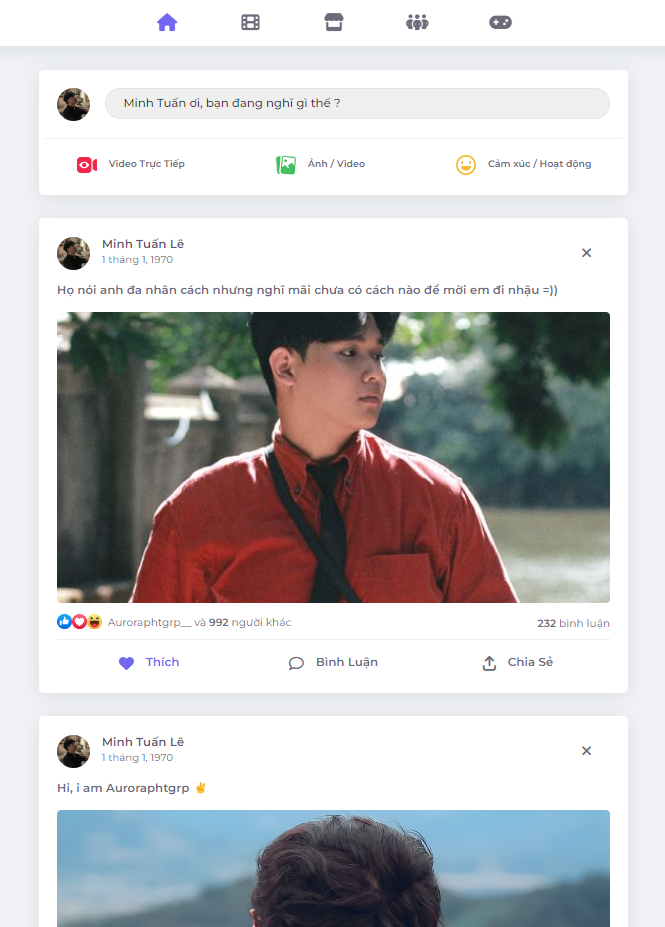 Minh Tuấn ơi, bạn đang nghĩ gì thế ?
Video Trực Tiếp
Ảnh / Video
Cảm xúc / Hoạt động
Minh Tuấn Lê
1 tháng 1, 1970
Họ nói anh đa nhân cách nhưng nghĩ mãi chưa có cách nào để mời em đi nhậu =))
Auroraphtgrp__ và 992 người khác
232 bình luận
Thích
Bình Luận
Chia Sẻ
Minh Tuấn Lê
1 tháng 1, 1970
Hi, i am Auroraphtgrp ✌